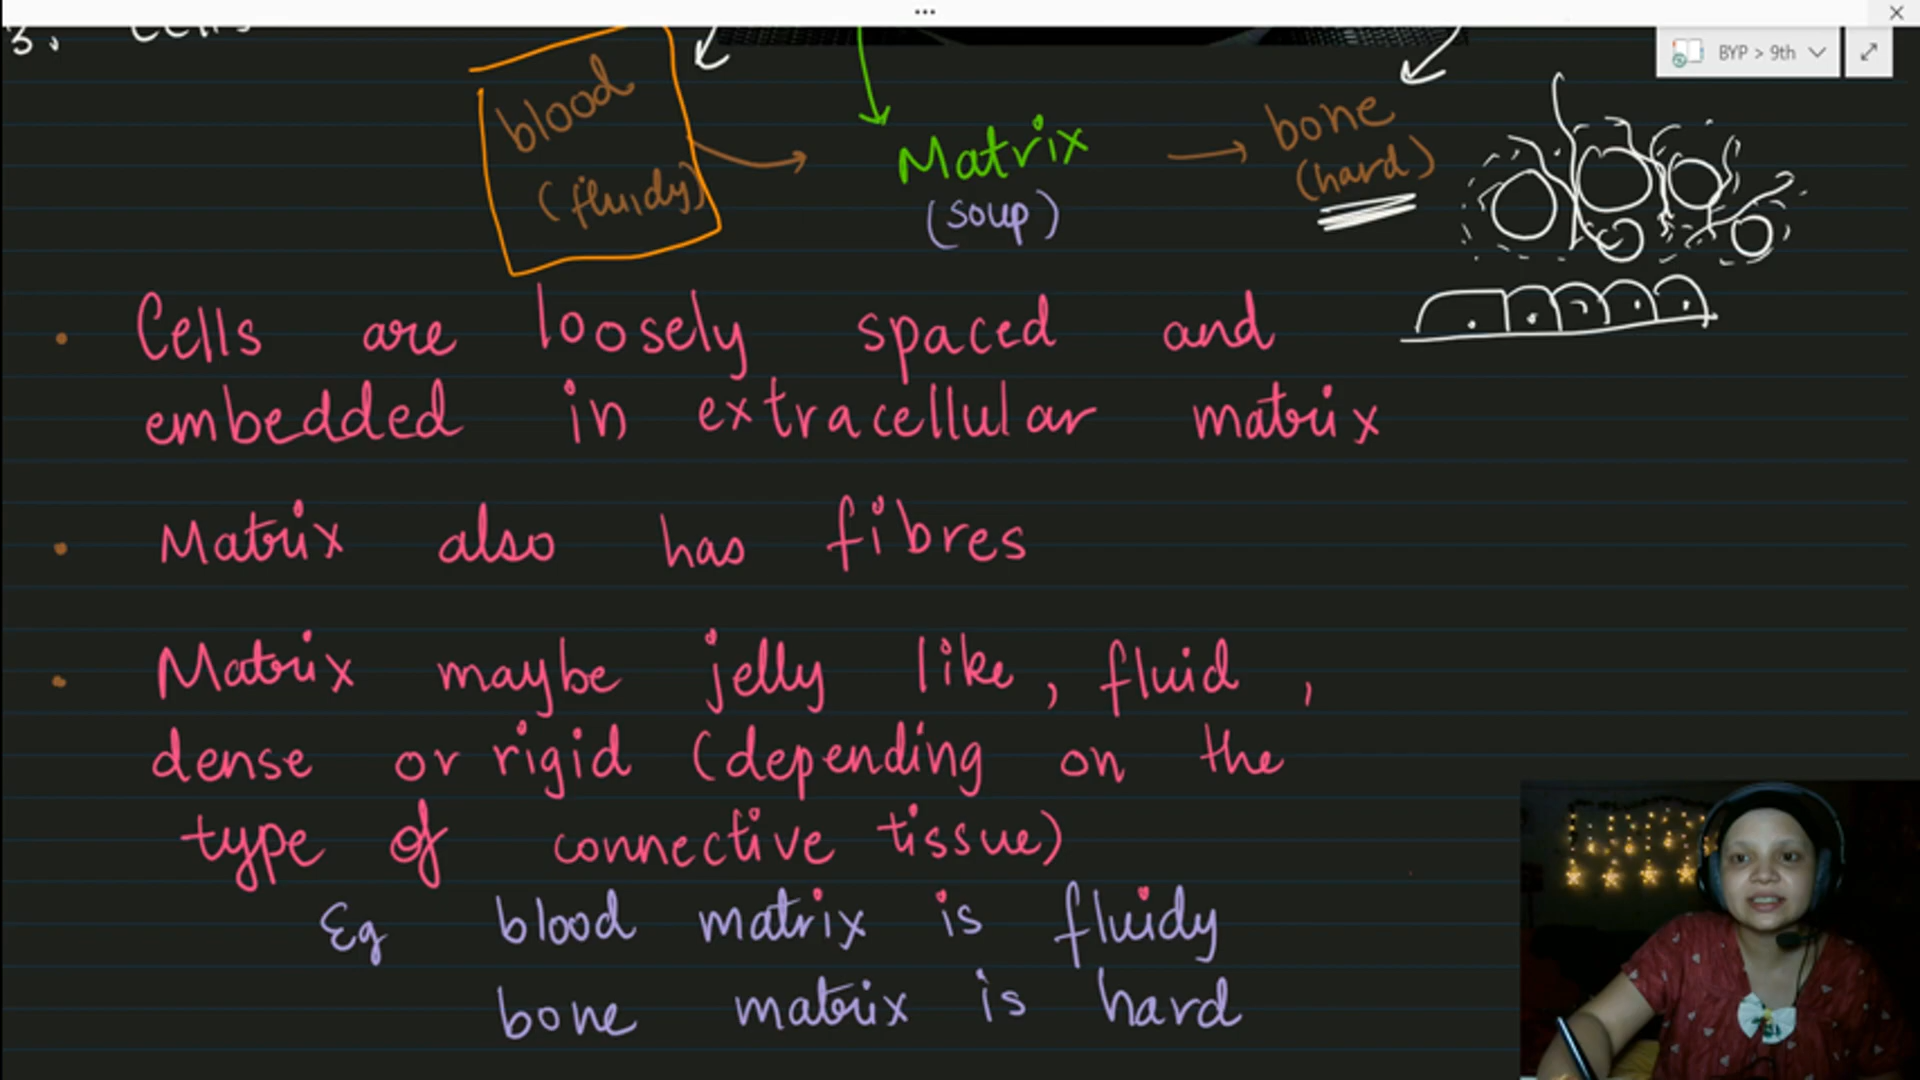 3. Cells
BYP > 9th
blood
(fluidy)
Matrix
(soup)
bone
(hard)
• Cells are loosely spaced and
embedded in extracellular matrix
• Matrix also has fibres
• Matrix maybe jelly like, fluid,
dense or rigid (depending on the
type of connective tissue)
Eg blood matrix is fluidy
bone matrix is hard